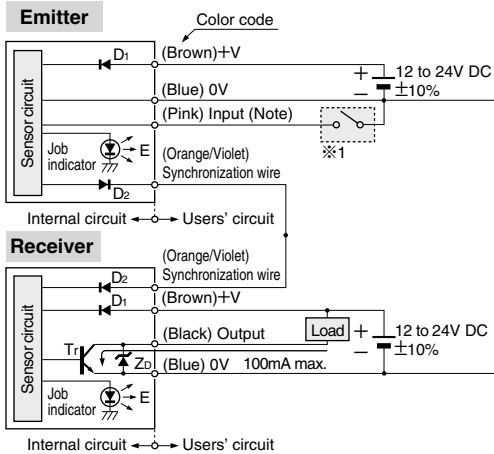 Emitter
Color code
Sensor circuit
D1
(Brown)+V
+
−
12 to 24V DC
±10%
(Blue) 0V
(Pink) Input (Note)
※1
Job
indicator
E
(Orange/Violet)
Synchronization wire
D2
Internal circuit
Users' circuit
Receiver
(Orange/Violet)
Synchronization wire
Sensor circuit
D2
D1
(Brown)+V
(Black) Output
Load
+
−
12 to 24V DC
±10%
Tr
ZD
(Blue) 0V
100mA max.
Job
indicator
E
Internal circuit
Users' circuit